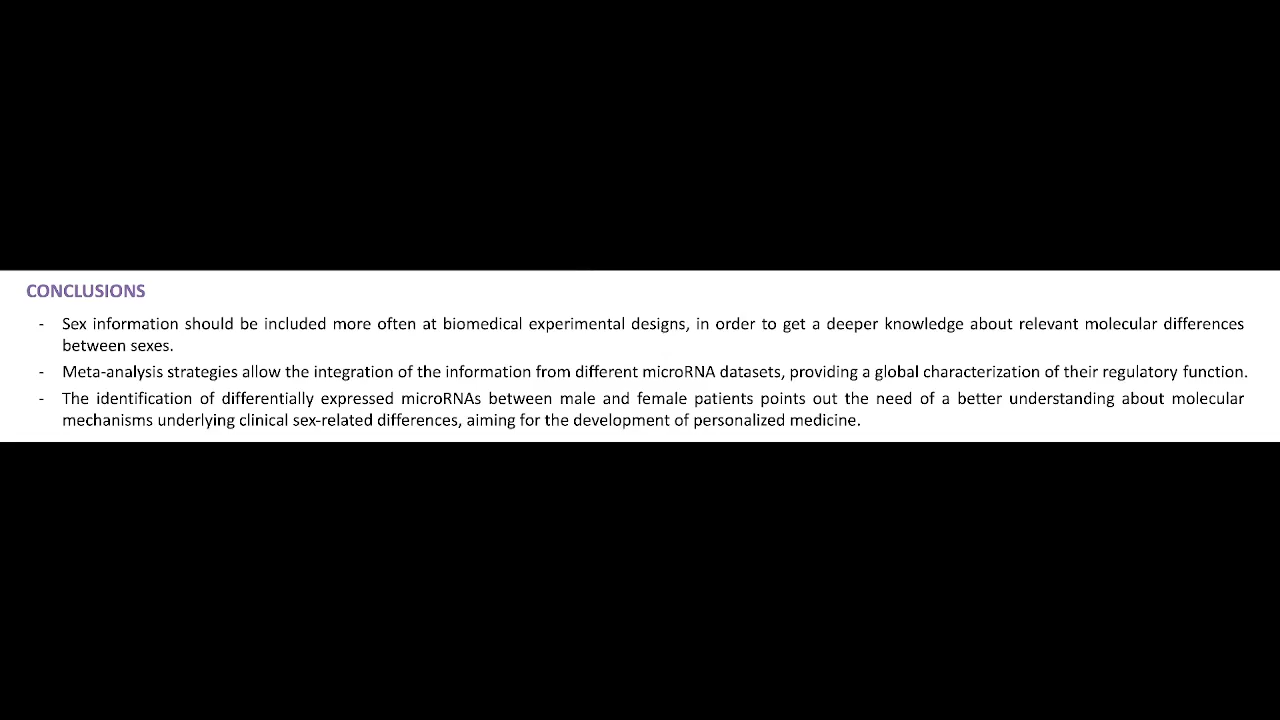 CONCLUSIONS
- Sex information should be included more often at biomedical experimental designs, in order to get a deeper knowledge about relevant molecular differences
between sexes.
- Meta-analysis strategies allow the integration of the information from different microRNA datasets, providing a global characterization of their regulatory function.
- The identification of differentially expressed microRNAs between male and female patients points out the need of a better understanding about molecular
mechanisms underlying clinical sex-related differences, aiming for the development of personalized medicine.